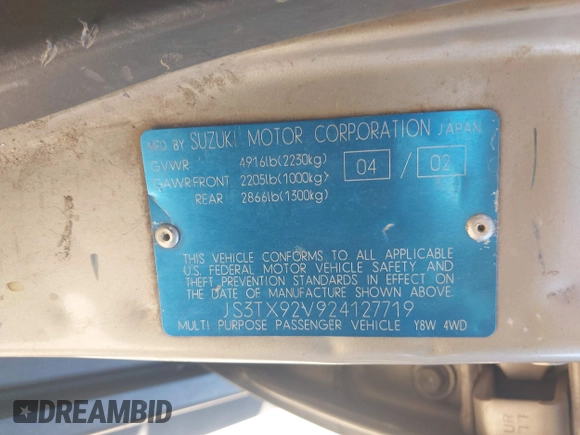 MFD BY SUZUKI MOTOR CORPORATION JAPAN
GVWR 4916lb(2230kg) 04 / 02
GAWR FRONT 2205lb(1000kg)
REAR 2866lb(1300kg)
THIS VEHICLE CONFORMS TO ALL APPLICABLE
U.S. FEDERAL MOTOR VEHICLE SAFETY AND
THEFT PREVENTION STANDARDS IN EFFECT ON
THE DATE OF MANUFACTURE SHOWN ABOVE.
JS3TX92V924127719
MULTI PURPOSE PASSENGER VEHICLE Y8W 4WD
DREAMBID
UR